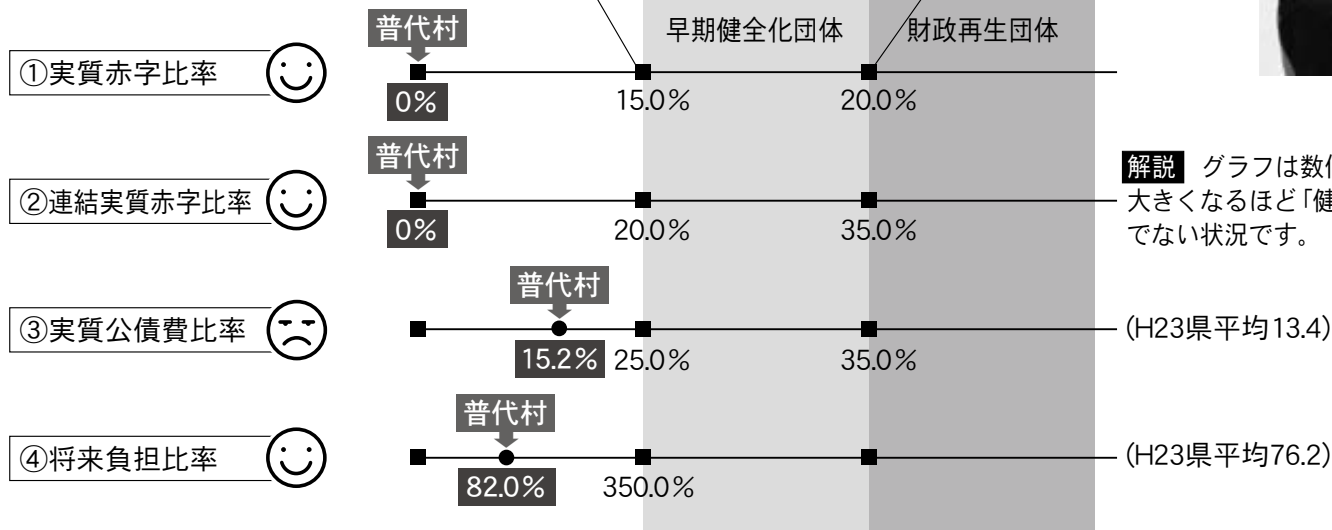 早期健全化団体
財政再生団体
①実質赤字比率
普代村
0%
15.0%
20.0%
②連結実質赤字比率
普代村
0%
20.0%
35.0%
解説 グラフは数
大きくなるほど「健
でない状況です。
③実質公債費比率
普代村
15.2%
25.0%
35.0%
(H23県平均13.4)
④将来負担比率
普代村
82.0%
350.0%
(H23県平均76.2)